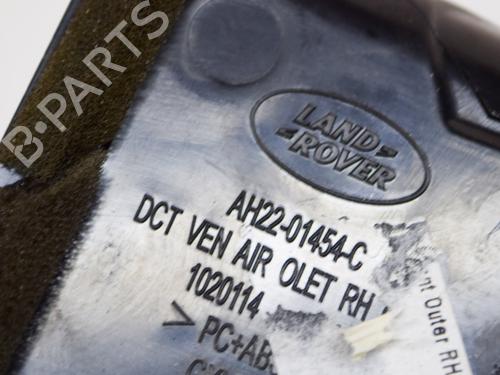 B·PARTS
LAND
ROVER
AH22-01454-C
DCT VEN AIR OLET RH
1020114
>PC+AB
Outer RH